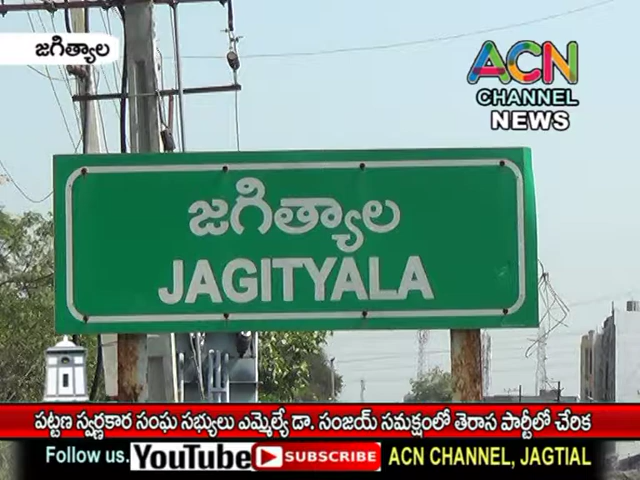 జగిత్యాల
ACN
CHANNEL
NEWS
జగిత్యాల
JAGITYALA
పట్టణ స్వర్ణకార సంఘ సభ్యులు ఎమ్మెల్యే డా. సంజయ్ సమక్షంలో తెరాస పార్టీలో చేరిక
Follow us. YouTube SUBSCRIBE ACN CHANNEL, JAGTIAL